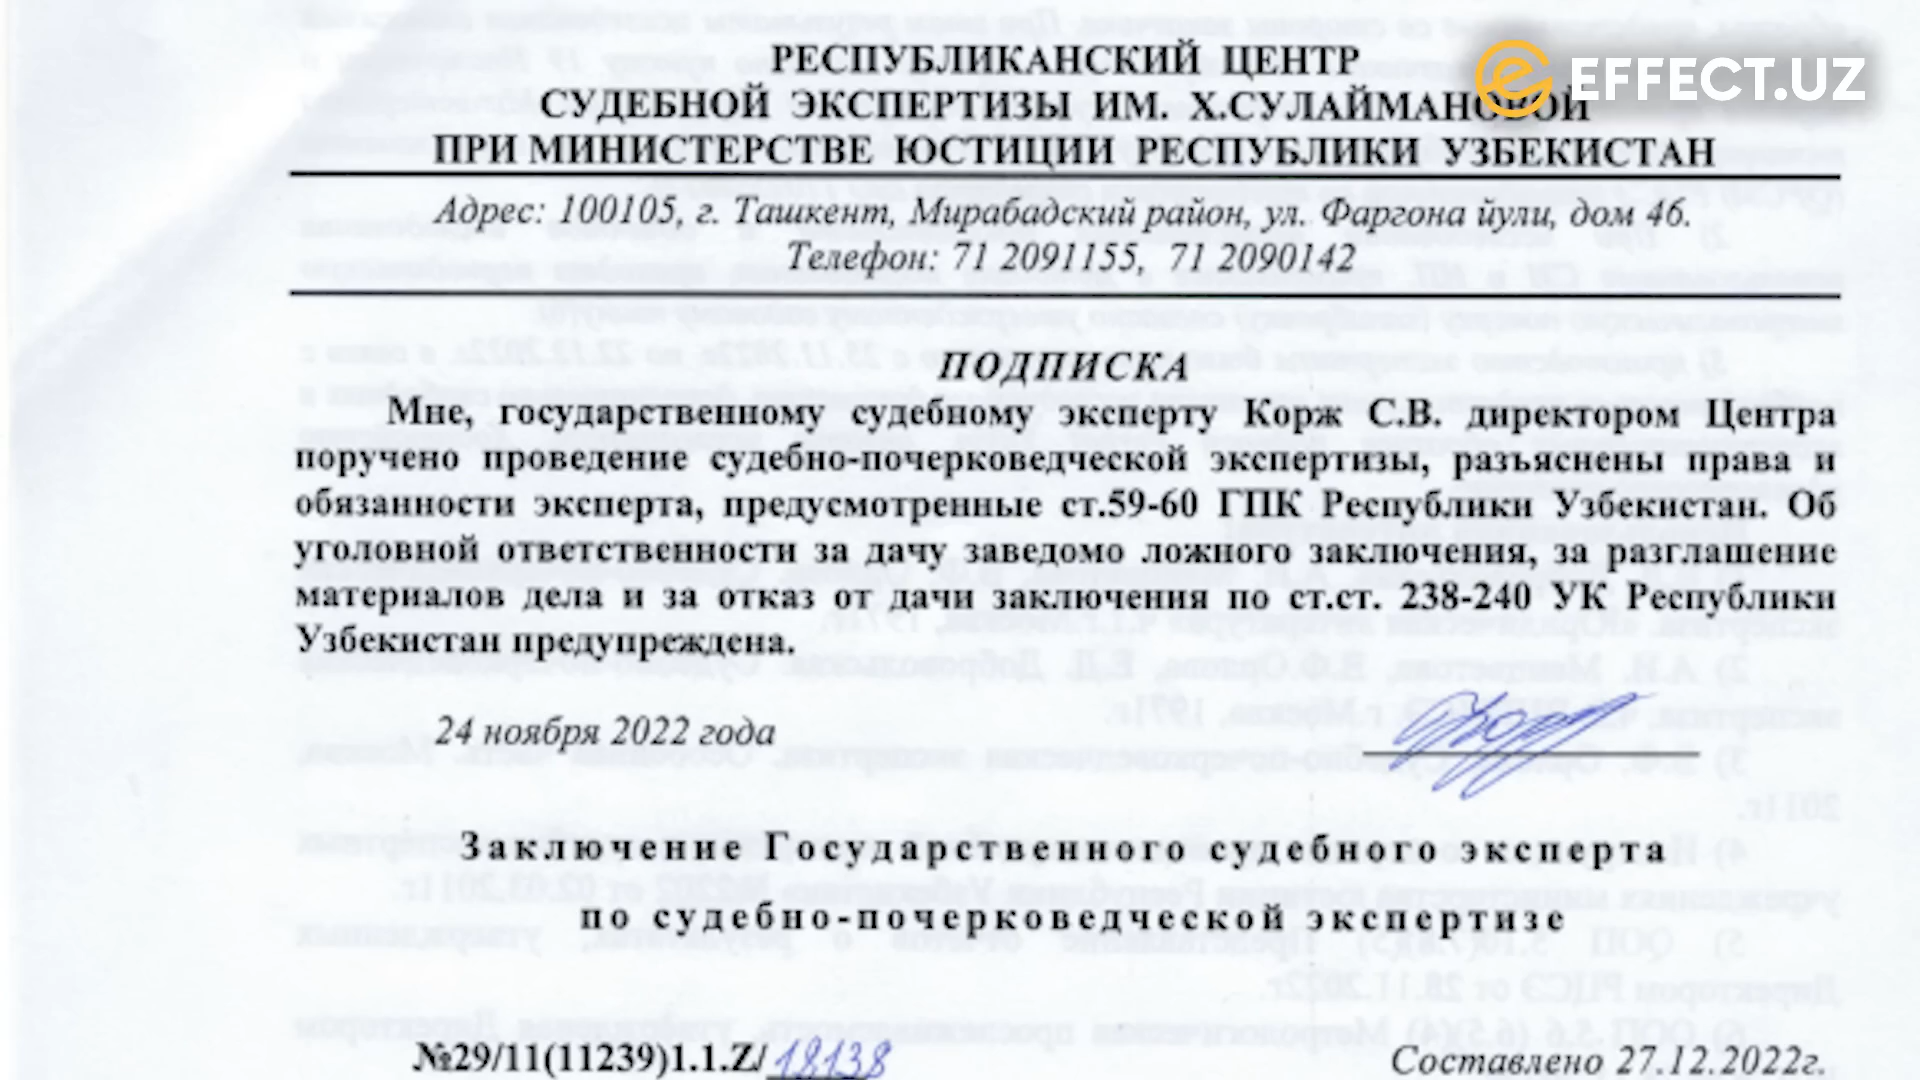 РЕСПУБЛИКАНСКИЙ ЦЕНТР
EFFECT.UZ
СУДЕБНОЙ ЭКСПЕРТИЗЫ ИМ. Х.СУЛАЙМАНОВОЙ
ПРИ МИНИСТЕРСТВЕ ЮСТИЦИИ РЕСПУБЛИКИ УЗБЕКИСТАН
Адрес: 100105, г. Ташкент, Мирабадский район, ул. Фаргона йули, дом 46.
Телефон: 71 2091155, 71 2090142
ПОДПИСКА
Мне, государственному судебному эксперту Корж С.В. директором Центра
поручено проведение судебно-почерковедческой экспертизы, разъяснены права и
обязанности эксперта, предусмотренные ст.59-60 ГПК Республики Узбекистан. Об
уголовной ответственности за дачу заведомо ложного заключения, за разглашение
материалов дела и за отказ от дачи заключения по ст.ст. 238-240 УК Республики
Узбекистан предупреждена.
24 ноября 2022 года
Заключение Государственного судебного эксперта
по судебно-почерковедческой экспертизе
№29/11(11239)1.1.Z/18138
Составлено 27.12.2022г.